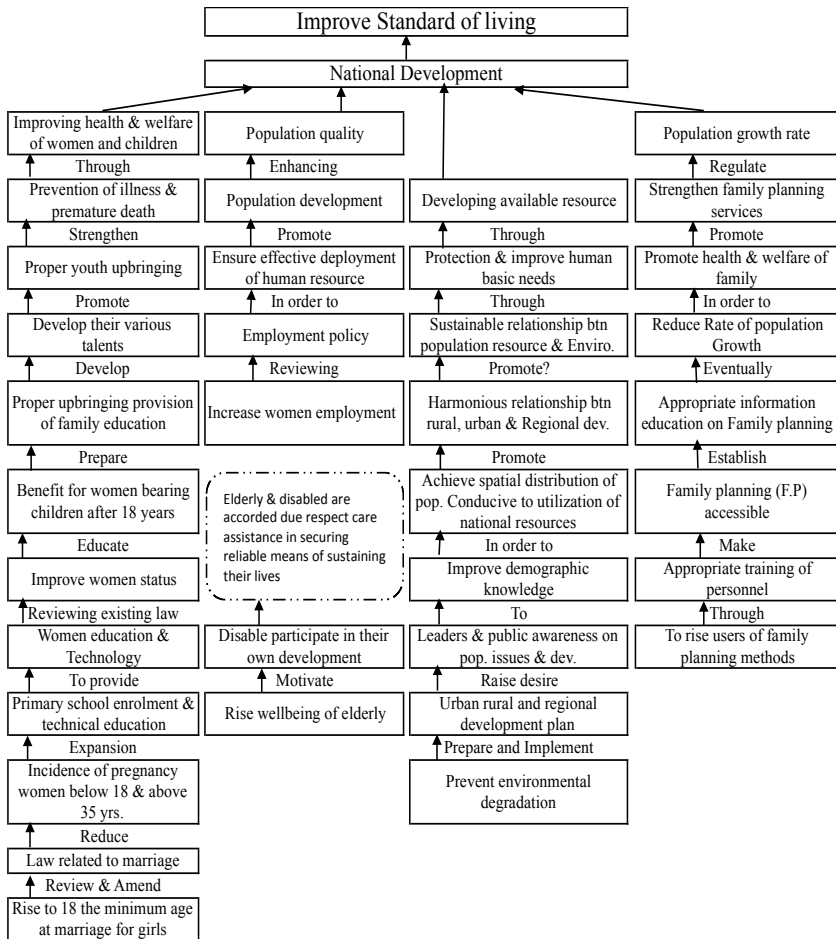 Improve Standard of living
National Development
Improving health & welfare
of women and children
Through
Prevention of illness &
premature death
Strengthen
Proper youth upbringing
Promote
Develop their various
talents
Develop
Proper upbringing provision
of family education
Prepare
Benefit for women bearing
children after 18 years
Educate
Improve women status
Reviewing existing law
Women education &
Technology
To provide
Primary school enrolment &
technical education
Expansion
Incidence of pregnancy
women below 18 & above
35 yrs.
Reduce
Law related to marriage
Review & Amend
Rise to 18 the minimum age
at marriage for girls
Population quality
Enhancing
Population development
Promote
Ensure effective deployment
of human resource
In order to
Employment policy
Reviewing
Increase women employment
Elderly & disabled are
accorded due respect care
assistance in securing
reliable means of sustaining
their lives
Disable participate in their
own development
Motivate
Rise wellbeing of elderly
Developing available resource
Through
Protection & improve human
basic needs
Through
Sustainable relationship btn
population resource & Enviro.
Promote?
Harmonious relationship btn
rural, urban & Regional dev.
Promote
Achieve spatial distribution of
pop. Conducive to utilization of
national resources
In order to
Improve demographic
knowledge
To
Leaders & public awareness on
pop. issues & dev.
Raise desire
Urban rural and regional
development plan
Prepare and Implement
Prevent environmental
degradation
Population growth rate
Regulate
Strengthen family planning
services
Promote
Promote health & welfare of
family
In order to
Reduce Rate of population
Growth
Eventually
Appropriate information
education on Family planning
Establish
Family planning (F.P)
accessible
Make
Appropriate training of
personnel
Through
To rise users of family
planning methods